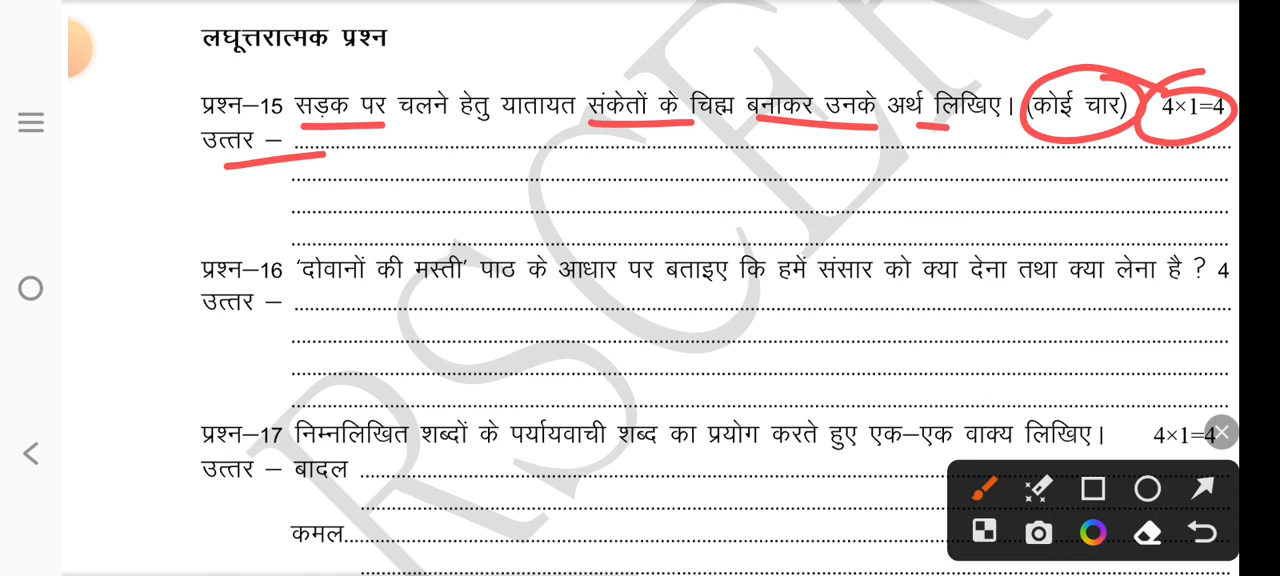 लघूत्तरात्मक प्रश्न
प्रश्न–15 सड़क पर चलने हेतु यातायत संकेतों के चिह्म बनाकर उनके अर्थ लिखिए। (कोई चार) 4×1=4
उत्तर – ................................................................
................................................................
................................................................
................................................................
प्रश्न–16 ‘दोवानों की मस्ती’ पाठ के आधार पर बताइए कि हमें संसार को क्या देना तथा क्या लेना है ? 4
उत्तर – ................................................................
................................................................
................................................................
................................................................
प्रश्न–17 निम्नलिखित शब्दों के पर्यायवाची शब्द का प्रयोग करते हुए एक–एक वाक्य लिखिए। 4×1=4
उत्तर – बादल ................................................................
................................................................
कमल................................................................
................................................................
RSCER